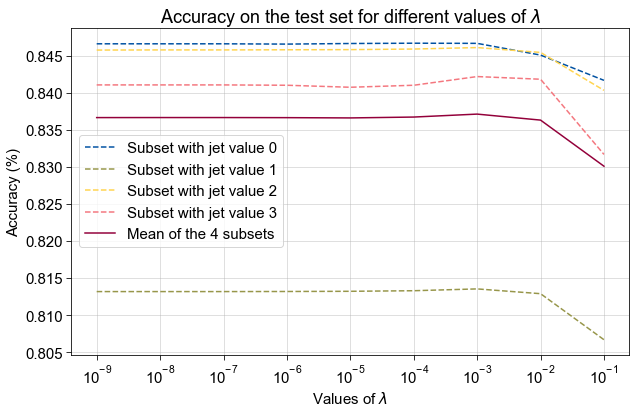 Accuracy on the test set for different values of λ
Accuracy (%)
0.845
0.840
0.835
0.830
0.825
0.820
0.815
0.810
0.805
Subset with jet value 0
Subset with jet value 1
Subset with jet value 2
Subset with jet value 3
Mean of the 4 subsets
10⁻⁹ 10⁻⁸ 10⁻⁷ 10⁻⁶ 10⁻⁵ 10⁻⁴ 10⁻³ 10⁻² 10⁻¹
Values of λ